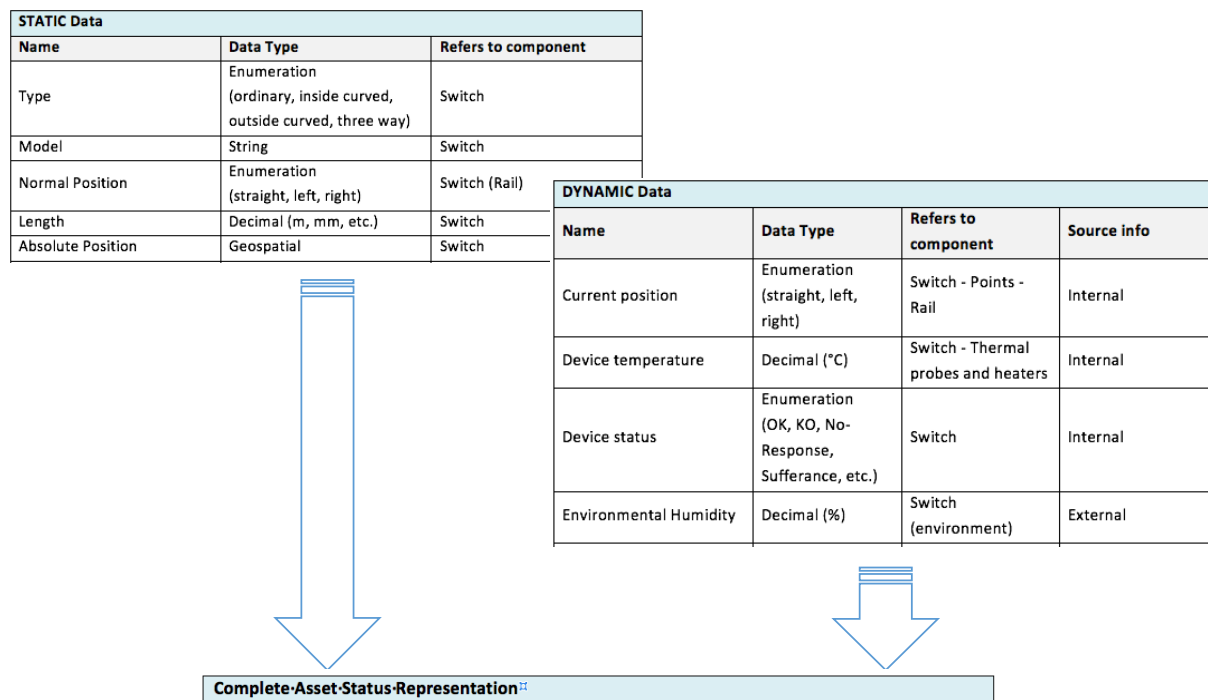 STATIC Data
Name Data Type Refers to component
Type
Enumeration
(ordinary, inside curved,
outside curved, three way)
Switch
Model String Switch
Normal Position
Enumeration
(straight, left, right)
Switch (Rail)
Length Decimal (m, mm, etc.) Switch
Absolute Position Geospatial Switch
DYNAMIC Data
Name Data Type
Refers to
component
Source info
Current position
Enumeration
(straight, left,
right)
Switch - Points -
Rail
Internal
Device temperature Decimal (°C)
Switch - Thermal
probes and heaters
Internal
Device status
Enumeration
(OK, KO, No-
Response,
Sufferance, etc.)
Switch
Internal
Environmental Humidity Decimal (%)
Switch
(environment)
External
Complete·Asset·Status·Representation¤